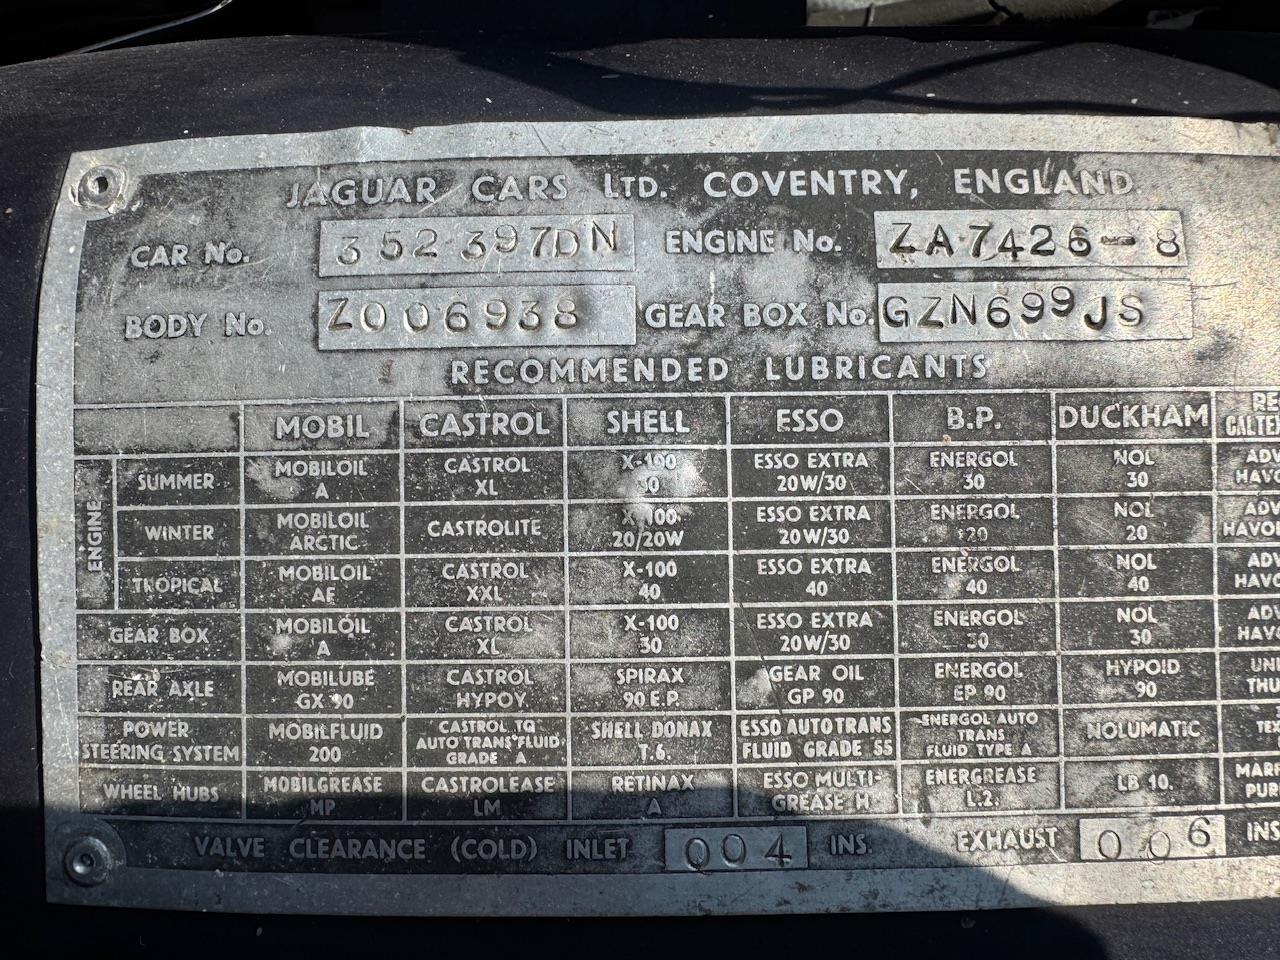 JAGUAR CARS LTD. COVENTRY, ENGLAND.
CAR No. 352397DN ENGINE No. ZA7426-8
BODY No. Z006938 GEAR BOX No. GZN699JS
RECOMMENDED LUBRICANTS
MOBIL CASTROL SHELL ESSO B.P. DUCKHAM
ENGINE
SUMMER MOBILOIL A CASTROL XL X-100 30 ESSO EXTRA 20W/30 ENERGOL 30 NOL 30
WINTER MOBILOIL ARCTIC CASTROLITE X-100 20/20W ESSO EXTRA 20W/30 ENERGOL 20 NOL 20
TROPICAL MOBILOIL AF CASTROL XXL X-100 40 ESSO EXTRA 40 ENERGOL 40 NOL 40
GEAR BOX MOBILOIL A CASTROL XL X-100 30 ESSO EXTRA 20W/30 ENERGOL 30 NOL 30
REAR AXLE MOBILUBE GX 90 CASTROL HYPOY SPIRAX 90 E.P. GEAR OIL GP 90 ENERGOL EP 90 HYPOID 90
POWER STEERING SYSTEM MOBILFLUID 200 CASTROL TQ AUTO TRANS FLUID GRADE A SHELL DONAX T.6. ESSO AUTO TRANS FLUID GRADE 55 ENERGOL AUTO TRANS FLUID TYPE A NOLUMATIC
WHEEL HUBS MOBILGREASE MP CASTROLEASE LM RETINAX A ESSO MULTI-GREASE H ENERGREASE L.2. LB 10.
VALVE CLEARANCE (COLD) INLET 004 INS. EXHAUST 006 INS